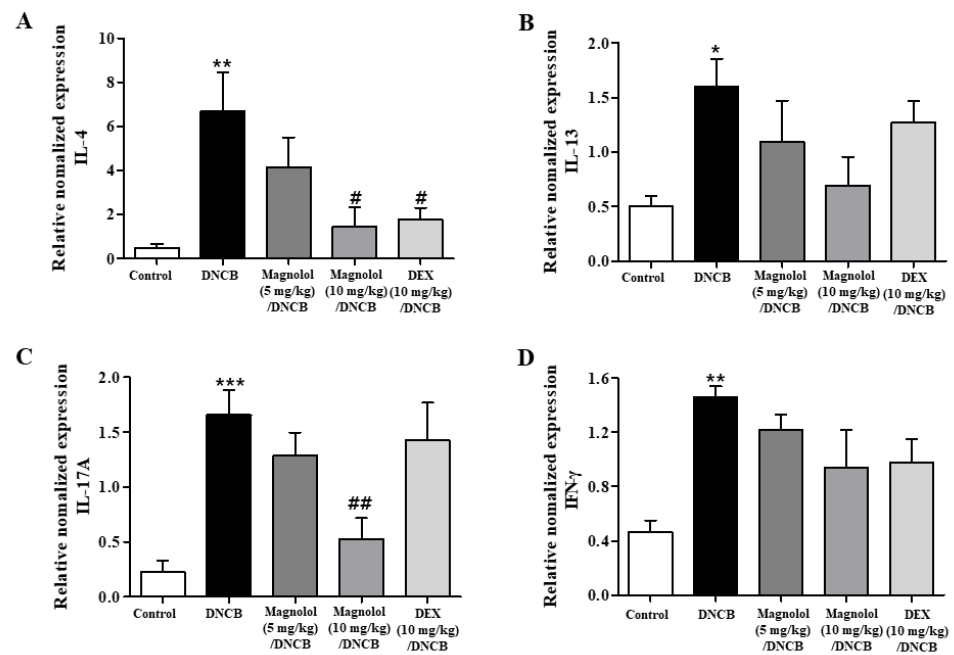 A
Relative nomalized expression
IL-4
10
8
6
4
2
0
**
#
#
Control
DNCB
Magnolol
(5 mg/kg)
/DNCB
Magnolol
(10 mg/kg)
/DNCB
DEX
(10 mg/kg)
/DNCB
B
Relative nomalized expression
IL-13
2.0
1.5
1.0
0.5
0.0
*
Control
DNCB
Magnolol
(5 mg/kg)
/DNCB
Magnolol
(10 mg/kg)
/DNCB
DEX
(10 mg/kg)
/DNCB
C
Relative nomalized expression
IL-17A
2.0
1.5
1.0
0.5
0.0
***
##
Control
DNCB
Magnolol
(5 mg/kg)
/DNCB
Magnolol
(10 mg/kg)
/DNCB
DEX
(10 mg/kg)
/DNCB
D
Relative nomalized expression
IFN-γ
1.6
1.2
0.8
0.4
0.0
**
Control
DNCB
Magnolol
(5 mg/kg)
/DNCB
Magnolol
(10 mg/kg)
/DNCB
DEX
(10 mg/kg)
/DNCB